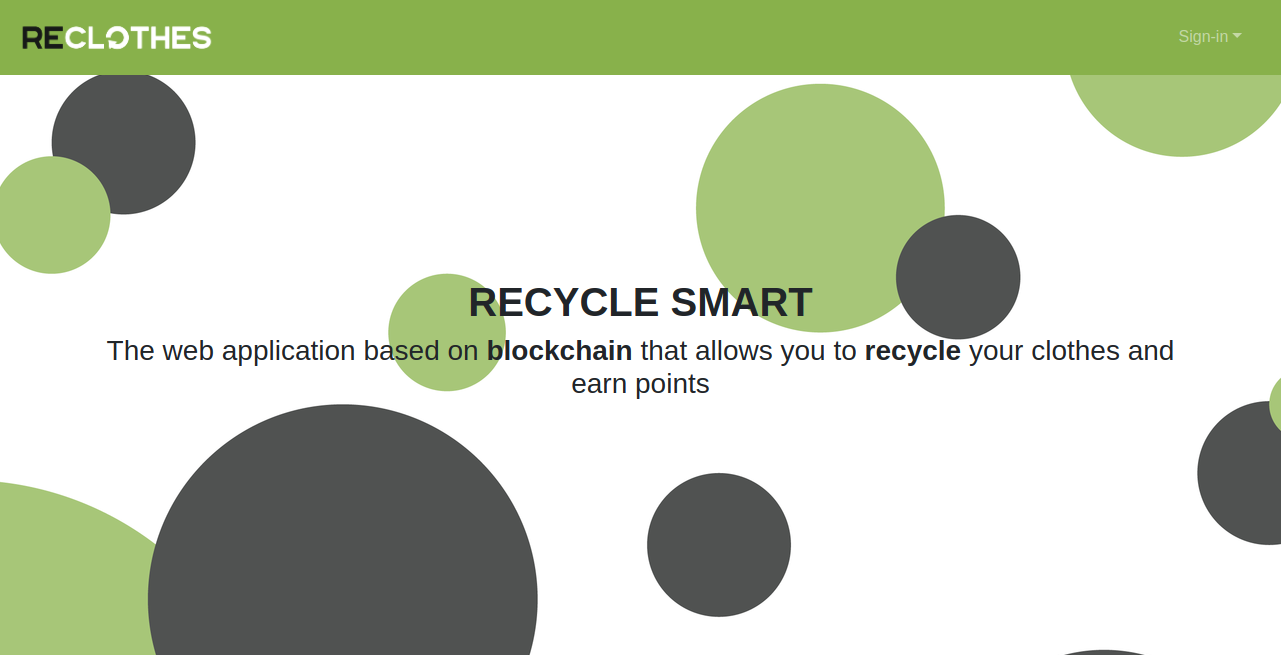 RECLOTHES
Sign-in
RECYCLE SMART
The web application based on blockchain that allows you to recycle your clothes and
earn points